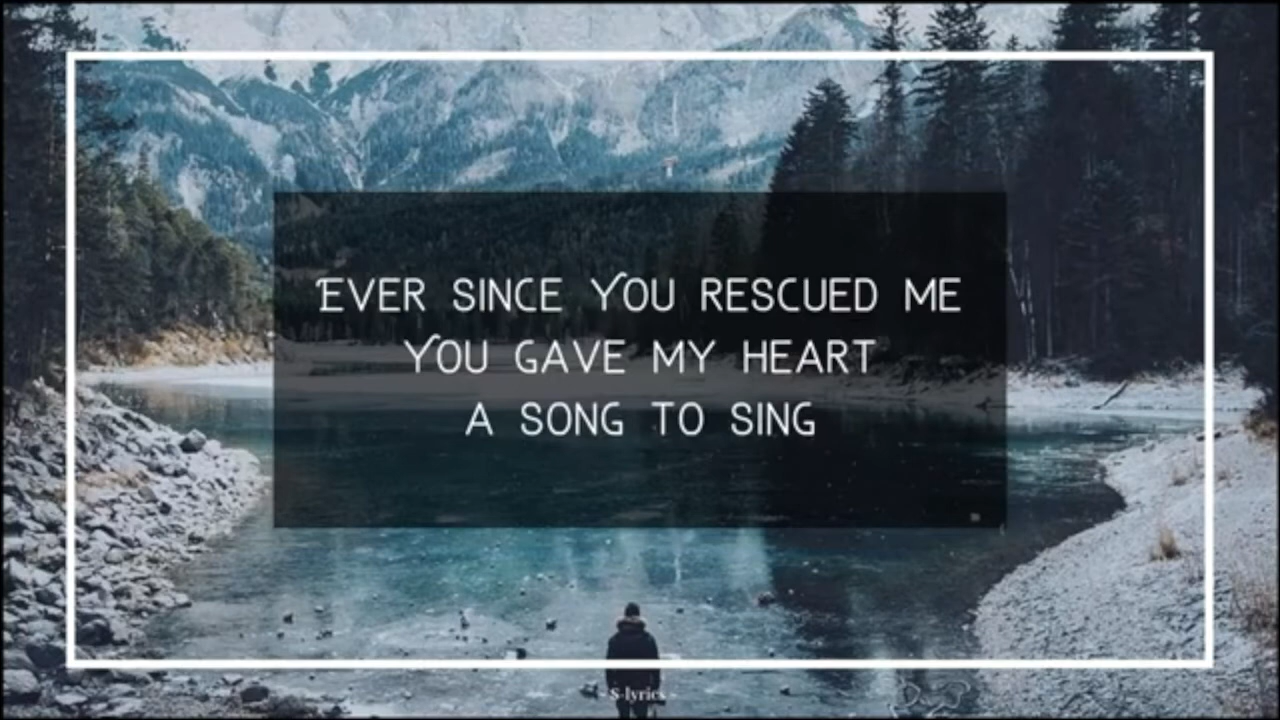 EVER SINCE YOU RESCUED ME
YOU GAVE MY HEART
A SONG TO SING
- S-lyrics -